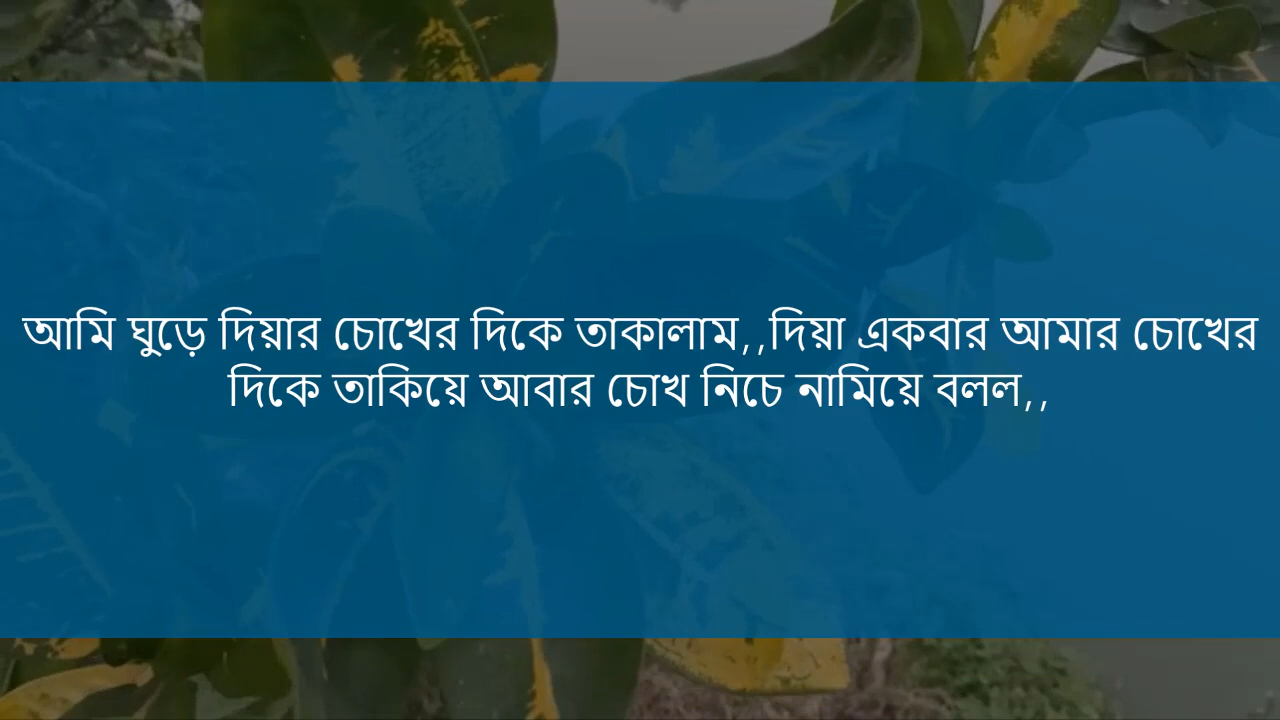 আমি ঘুড়ে দিয়ার চোখের দিকে তাকালাম,,দিয়া একবার আমার চোখের
দিকে তাকিয়ে আবার চোখ নিচে নামিয়ে বলল,,